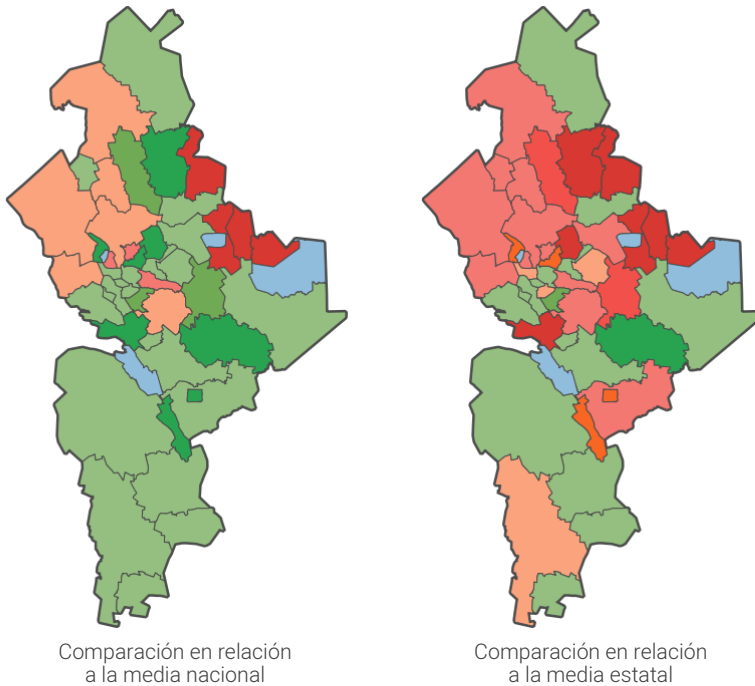 Comparación en relación
a la media nacional
Comparación en relación
a la media estatal